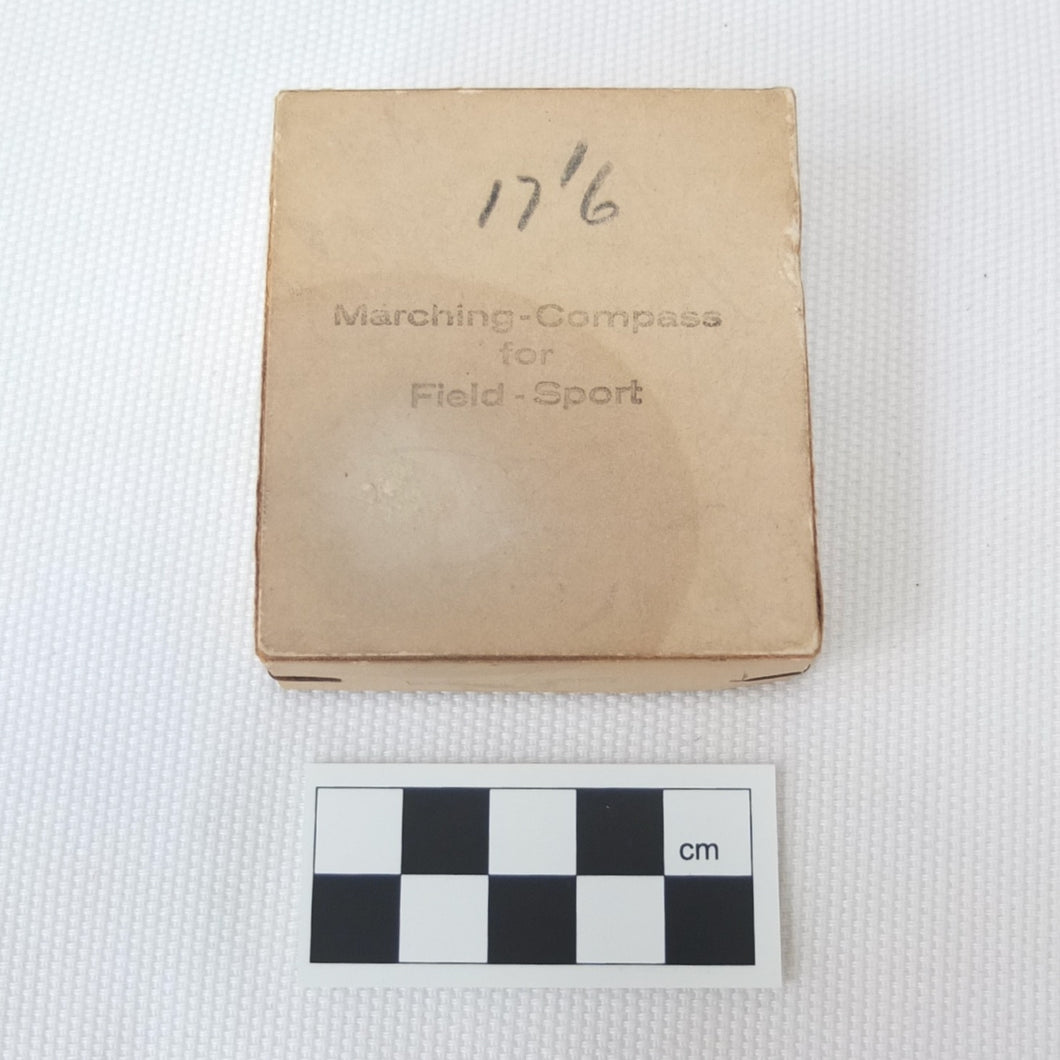 17'6
Marching-Compass
for
Field - Sport
cm